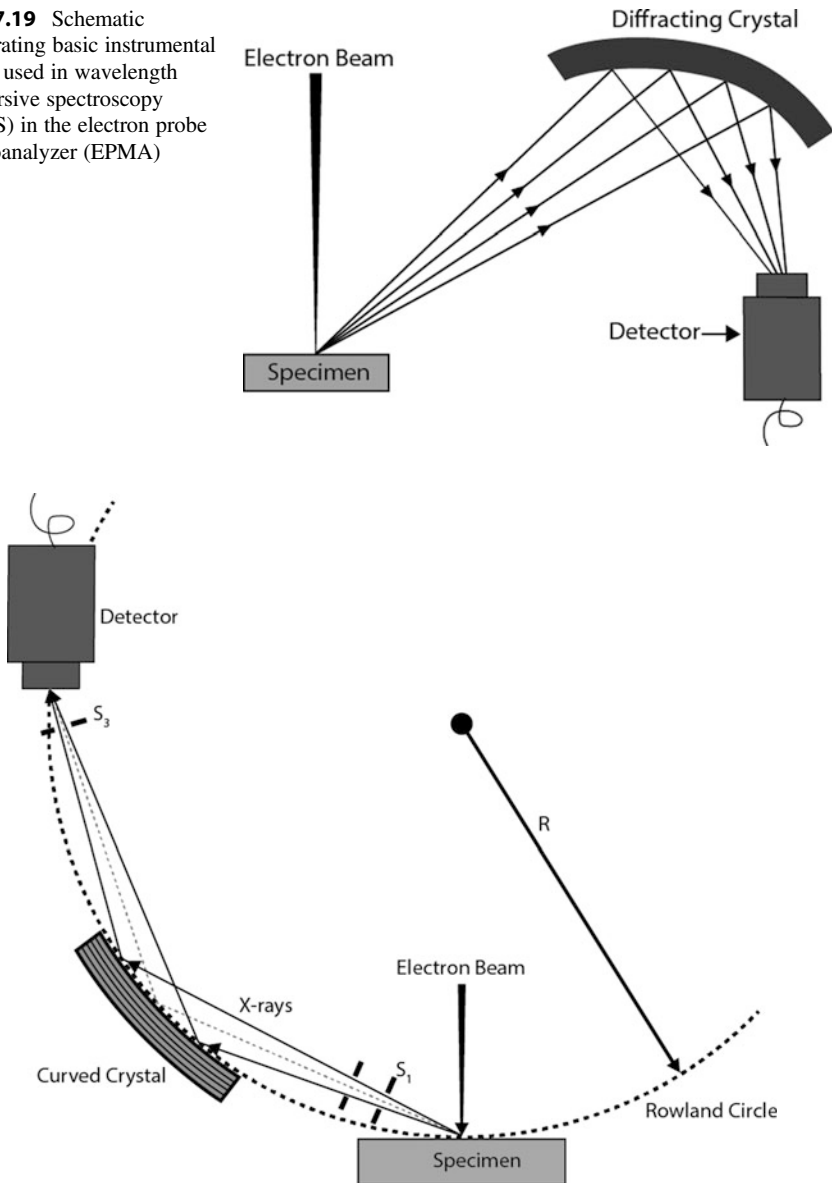 7.19 Schematic
rating basic instrumental
used in wavelength
rsive spectroscopy
S) in the electron probe
oanalyzer (EPMA)
Electron Beam
Diffracting Crystal
Specimen
Detector
Detector
S3
R
Electron Beam
X-rays
S1
Curved Crystal
Rowland Circle
Specimen